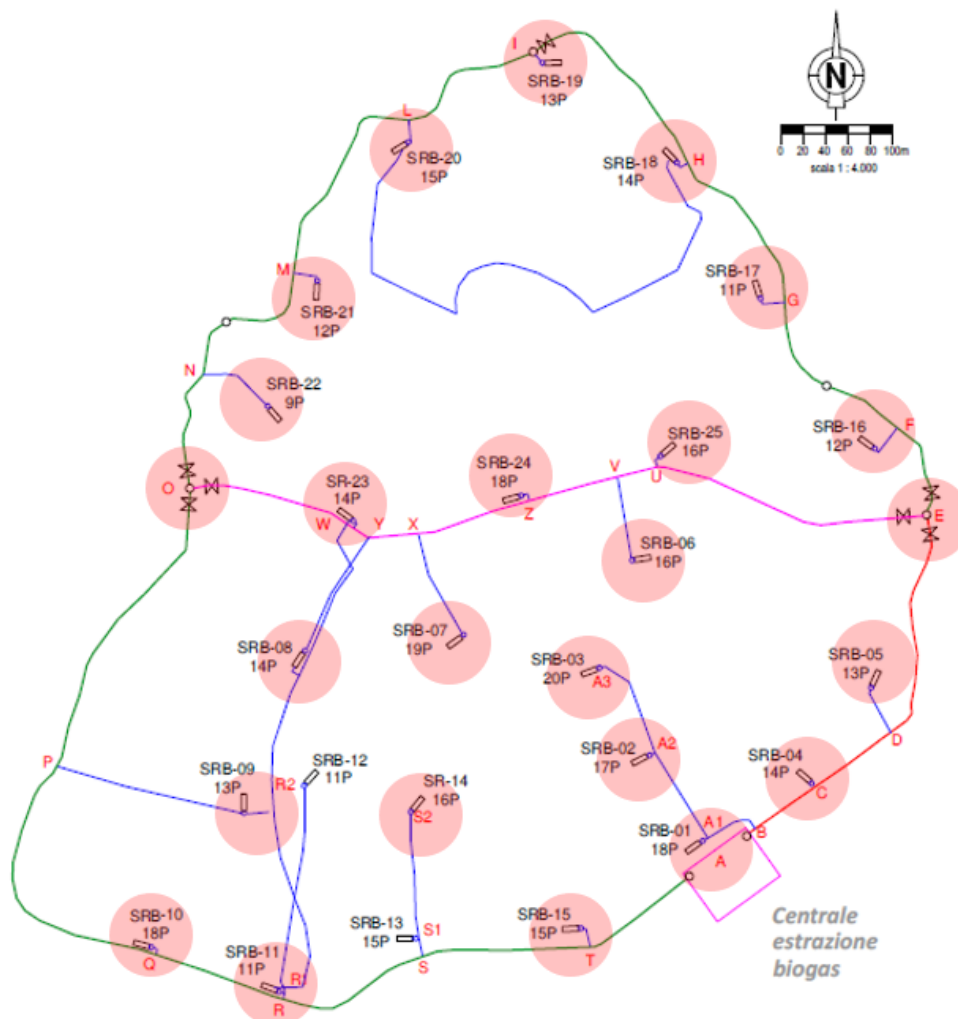 I
N
SRB-19
13P
0 20 40 60 80 100m
scala 1 : 4.000
L
SRB-20
15P
SRB-18
14P
H
M
SRB-21
12P
SRB-17
11P
G
N
SRB-22
9P
F
SRB-16
12P
O
SR-23
14P
W
Y
X
SRB-24
18P
Z
V
U
SRB-25
16P
E
SRB-06
16P
SRB-07
19P
SRB-08
14P
SRB-03
20P
A3
SRB-05
13P
D
SRB-02
17P
A2
SRB-04
14P
C
P
SRB-09
13P
R2
SRB-12
11P
SR-14
16P
S2
SRB-01
18P
A1
B
A
SRB-10
18P
Q
SRB-11
11P
R
R
SRB-13
15P
S1
S
SRB-15
15P
T
Centrale
estrazione
biogas